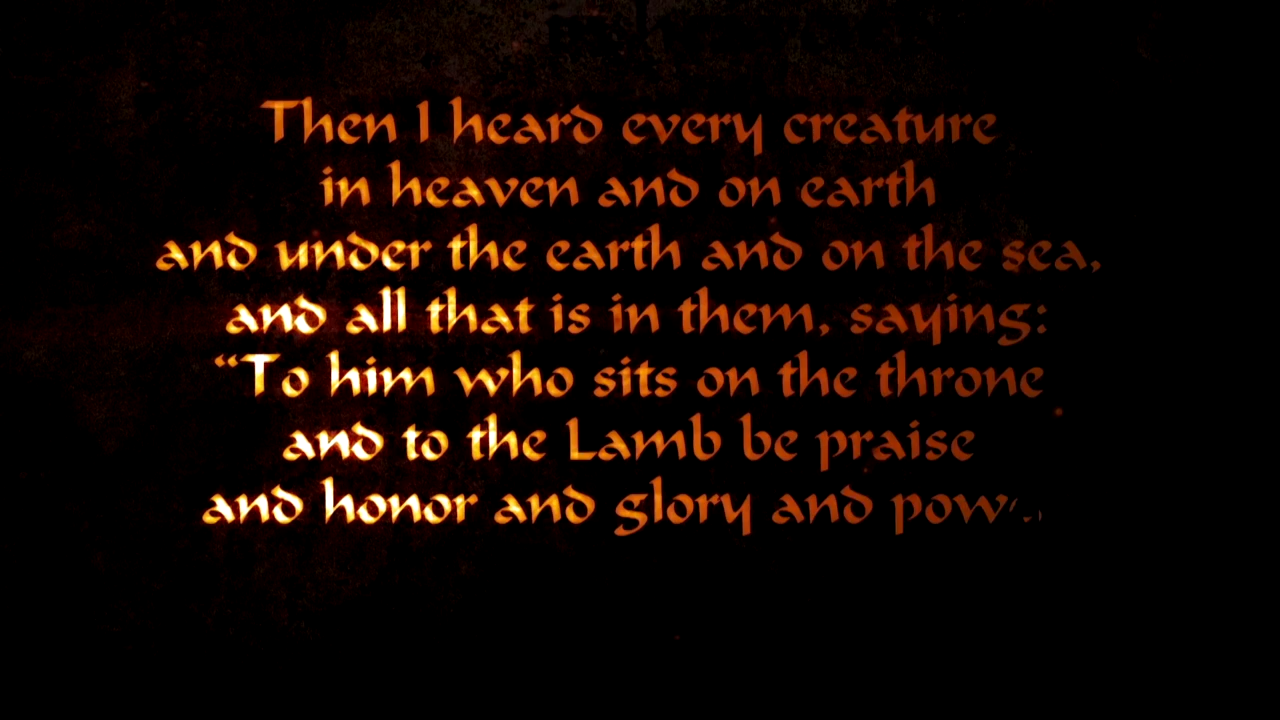 Then I heard every creature
in heaven and on earth
and under the earth and on the sea,
and all that is in them, saying:
“To him who sits on the throne
and to the Lamb be praise
and honor and glory and